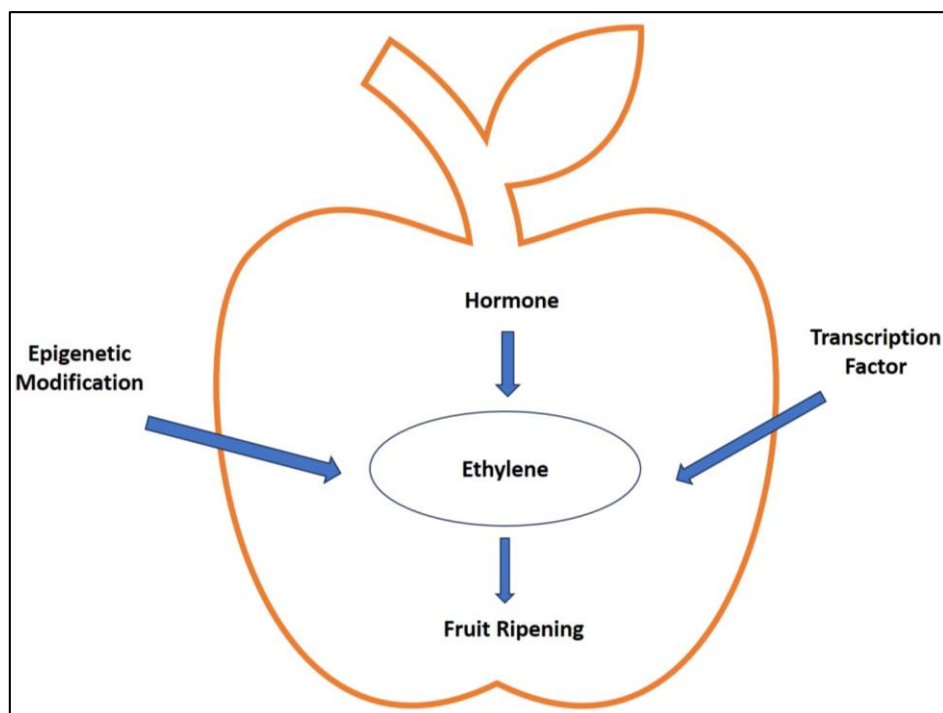 Hormone
Epigenetic
Modification
Transcription
Factor
Ethylene
Fruit Ripening